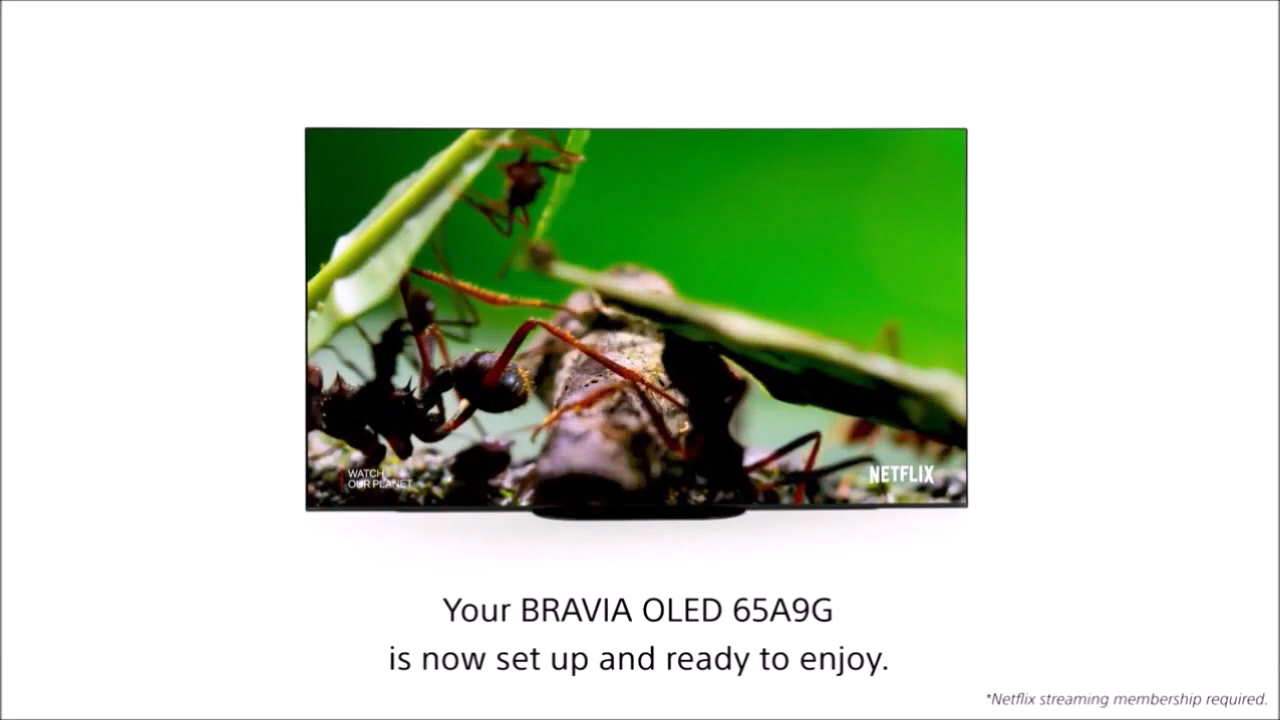 WATCH
OUR PLANET
NETFLIX
Your BRAVIA OLED 65A9G
is now set up and ready to enjoy.
*Netflix streaming membership required.